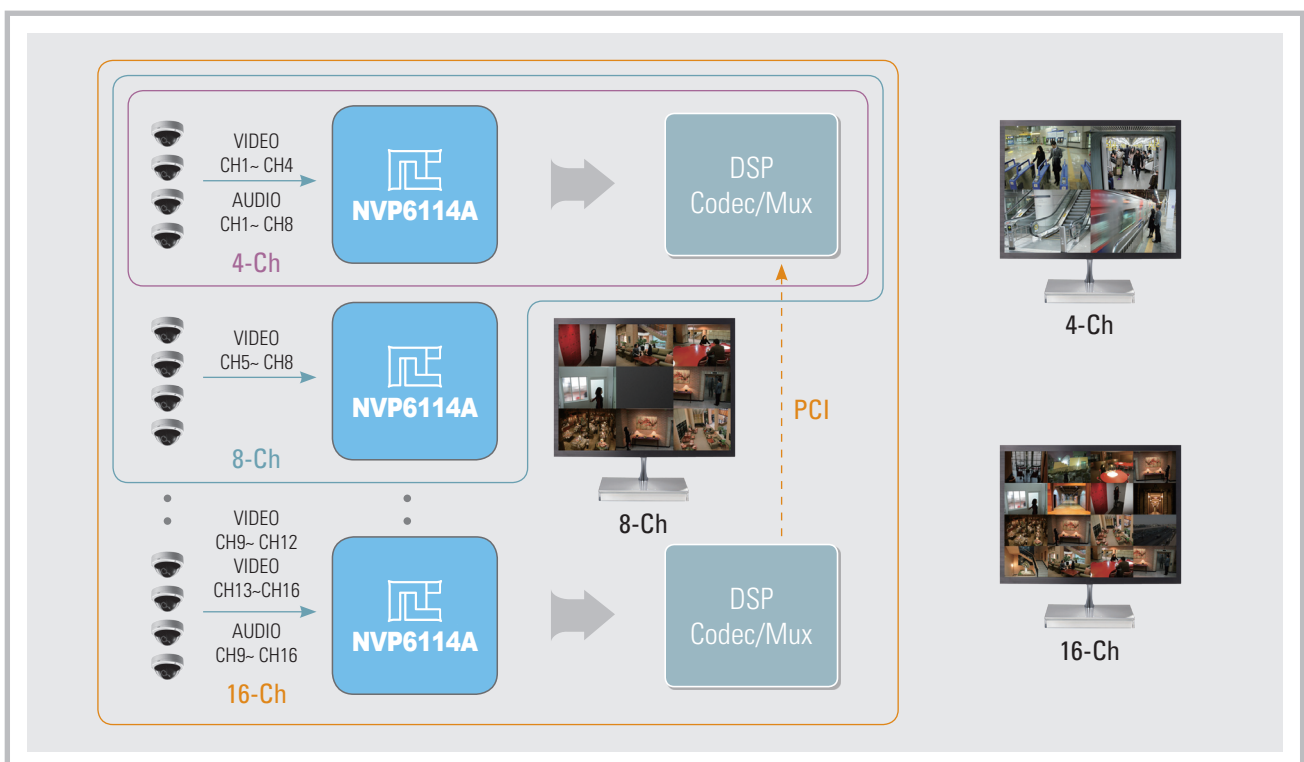 VIDEO
CH1~ CH4
AUDIO
CH1~ CH8
4-Ch
NVP6114A
DSP
Codec/Mux
4-Ch
VIDEO
CH5~ CH8
8-Ch
NVP6114A
8-Ch
PCI
VIDEO
CH9~ CH12
VIDEO
CH13~CH16
AUDIO
CH9~ CH16
16-Ch
NVP6114A
DSP
Codec/Mux
16-Ch